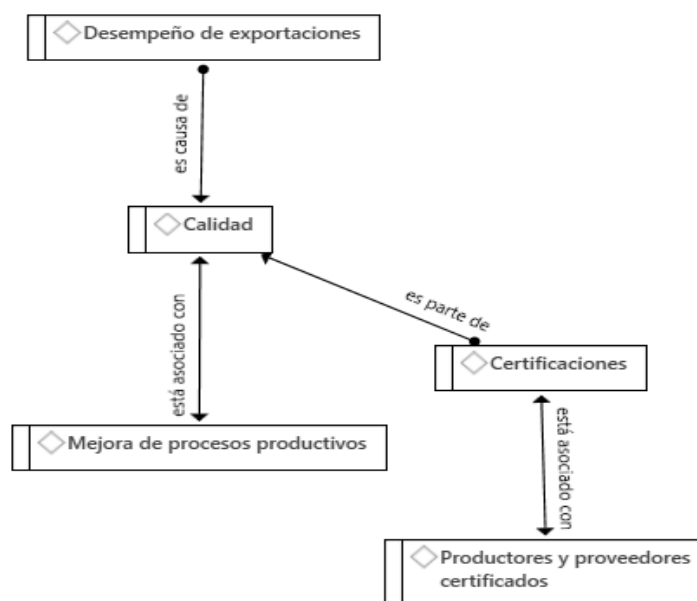 Desempeño de exportaciones
es causa de
Calidad
es parte de
está asociado con
Certificaciones
Mejora de procesos productivos
está asociado con
Productores y proveedores
certificados